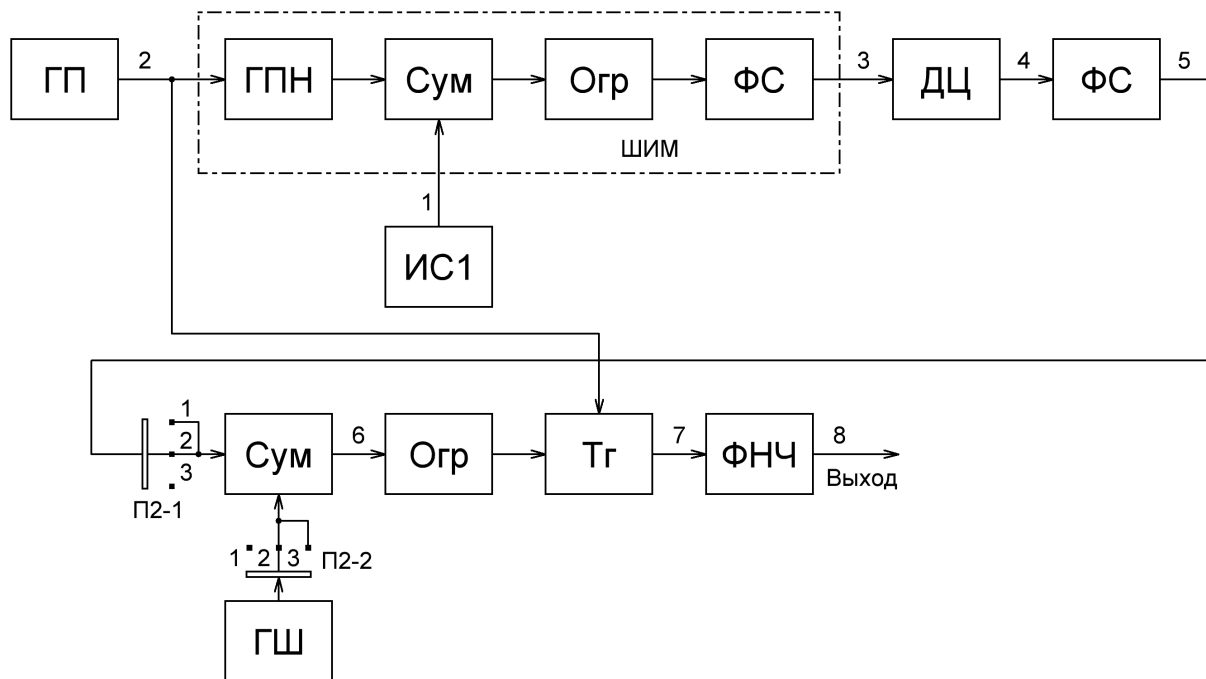 ГП 2 ГПН Сум Огр ФС 3 ДЦ 4 ФС 5
ШИМ
1
ИС1
1
2
3
П2-1
Сум 6 Огр Тг 7 ФНЧ 8
Выход
1 2 3 П2-2
ГШ